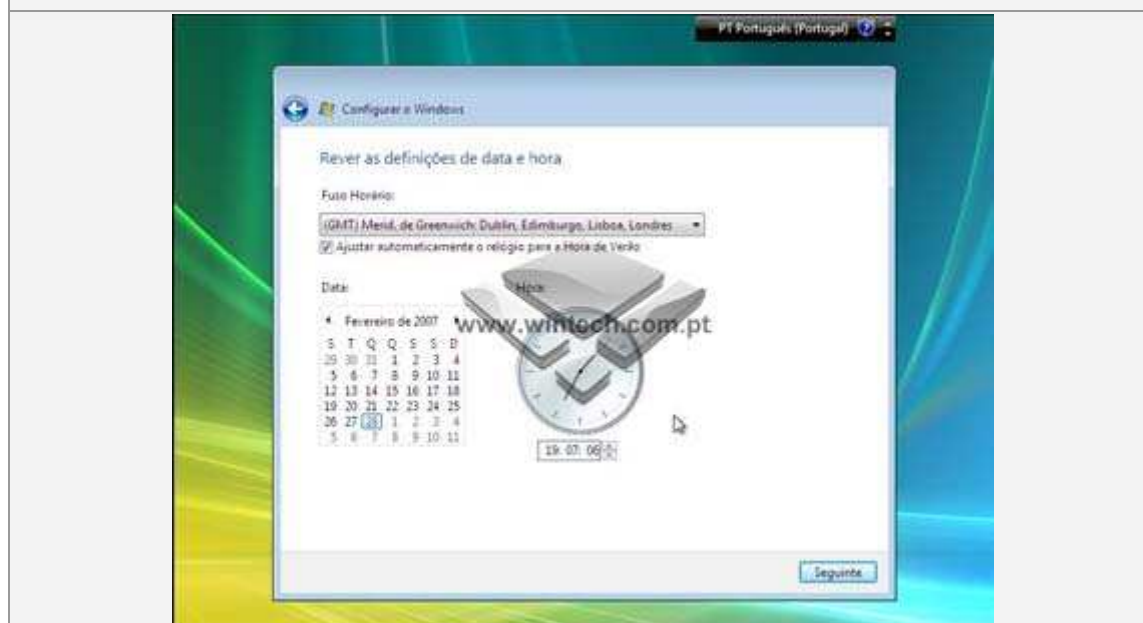 PT Português (Portugal)
Configurar o Windows
Rever as definições de data e hora
Fuso Horário:
(GMT) Merid. de Greenwich: Dublin, Edimburgo, Lisboa, Londres
Ajustar automaticamente o relógio para a Hora de Verão
Data: Hora:
Fevereiro de 2007
www.wintech.com.pt
S T Q Q S S D
29 30 31 1 2 3 4
5 6 7 8 9 10 11
12 13 14 15 16 17 18
19 20 21 22 23 24 25
26 27 28 1 2 3 4
5 6 7 8 9 10 11
19:07:06
Seguinte